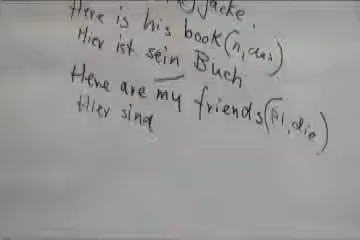 Jacke.
Here is his book (n, das)
Hier ist sein Buch
Here are my friends (pl, die)
Hier sind